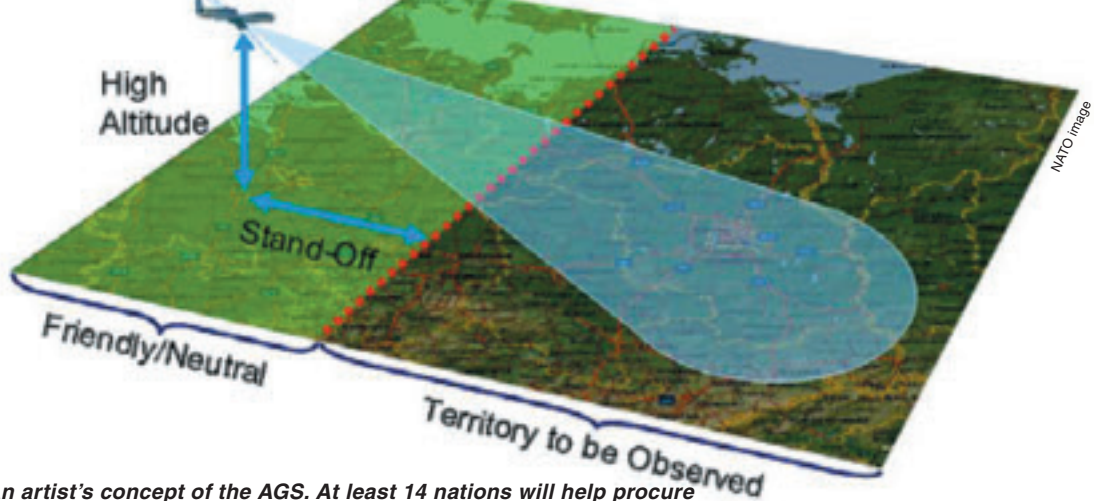 High
Altitude
Stand-Off
Friendly/Neutral
Territory to be Observed
NATO image
n artist's concept of the AGS. At least 14 nations will help procure